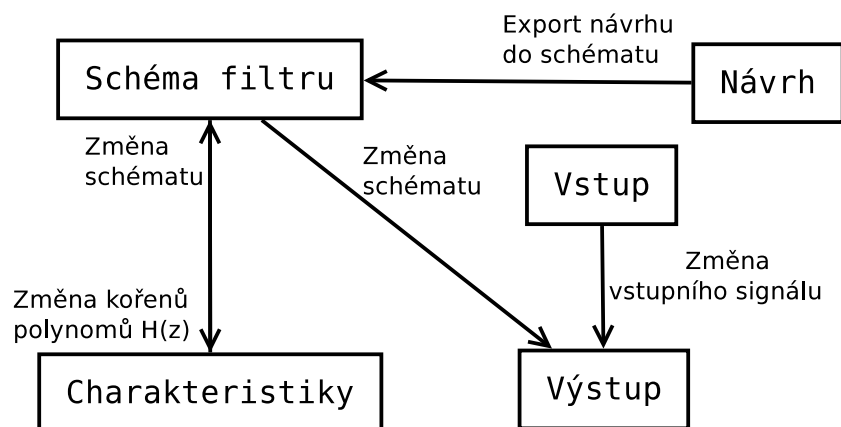 Export návrhu
do schématu
Schéma filtru
Návrh
Změna
schématu
Změna
schématu
Vstup
Změna
vstupního signálu
Změna kořenů
polynomů H(z)
Charakteristiky
Výstup